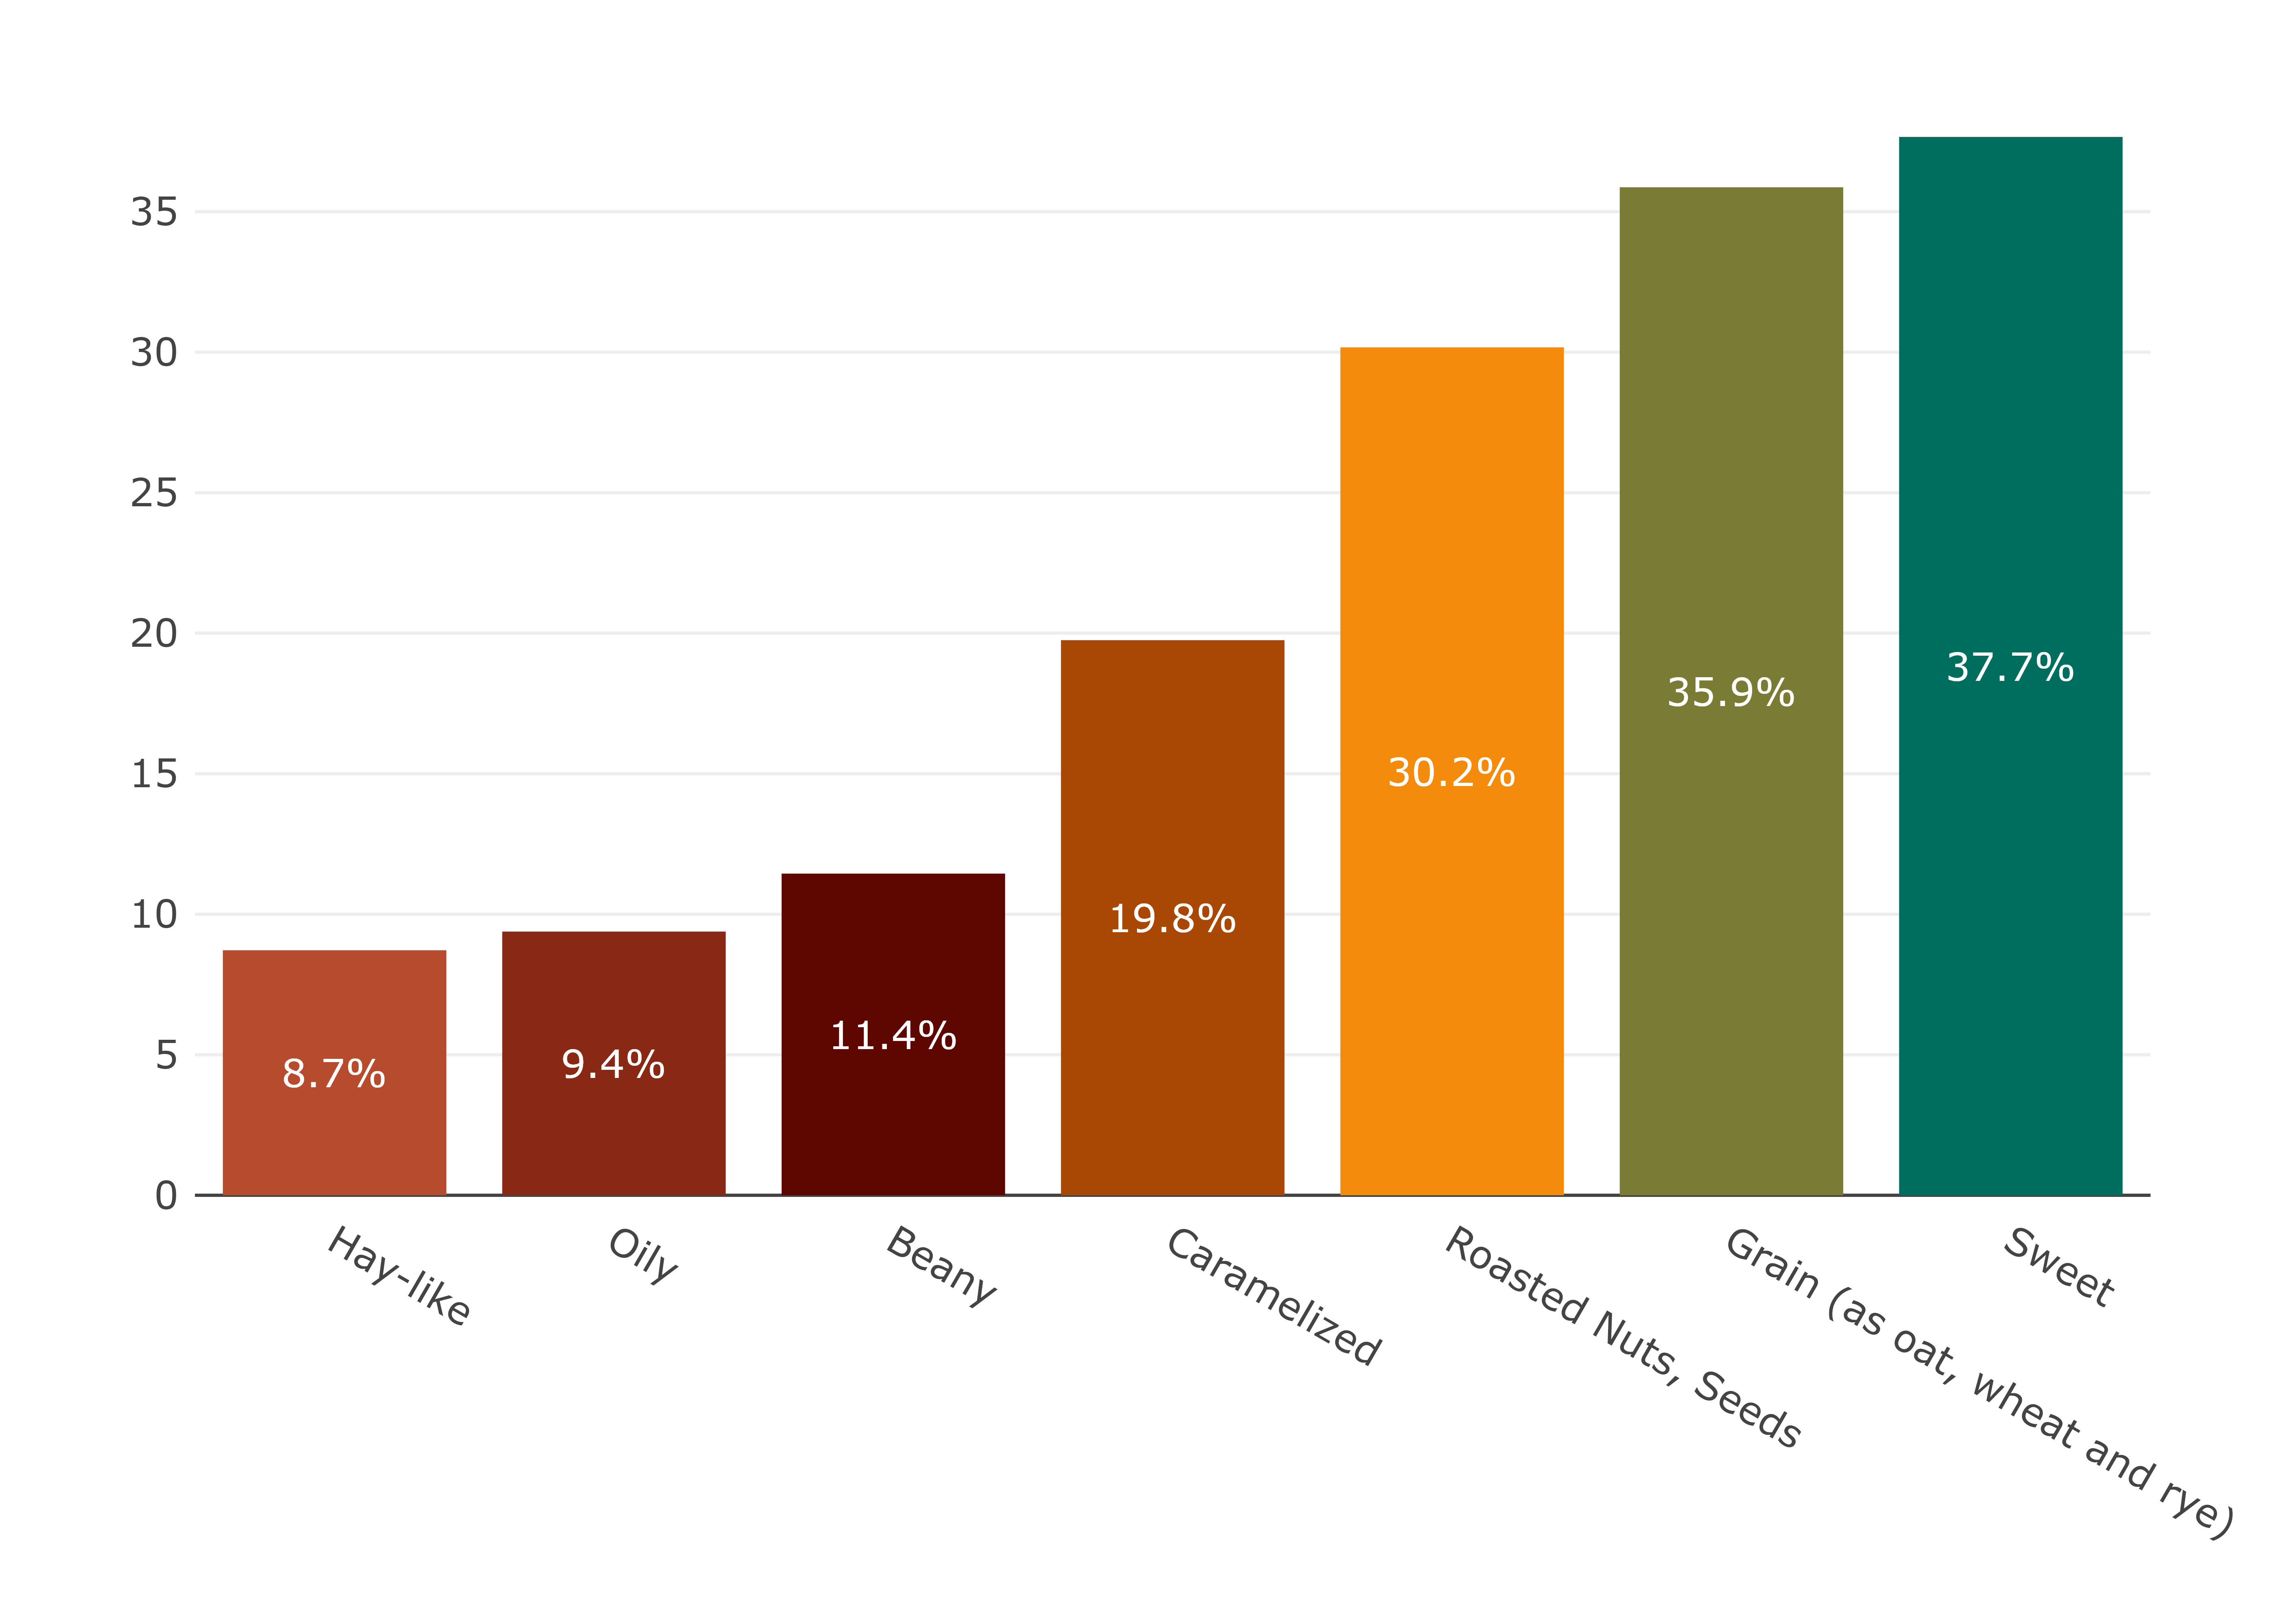 35
30
25
20
15
10
5
0
8.7%
9.4%
11.4%
19.8%
30.2%
35.9%
37.7%
Hay-like
Oily
Beany
Caramelized
Roasted Nuts, Seeds
Grain (as oat, wheat and rye)
Sweet